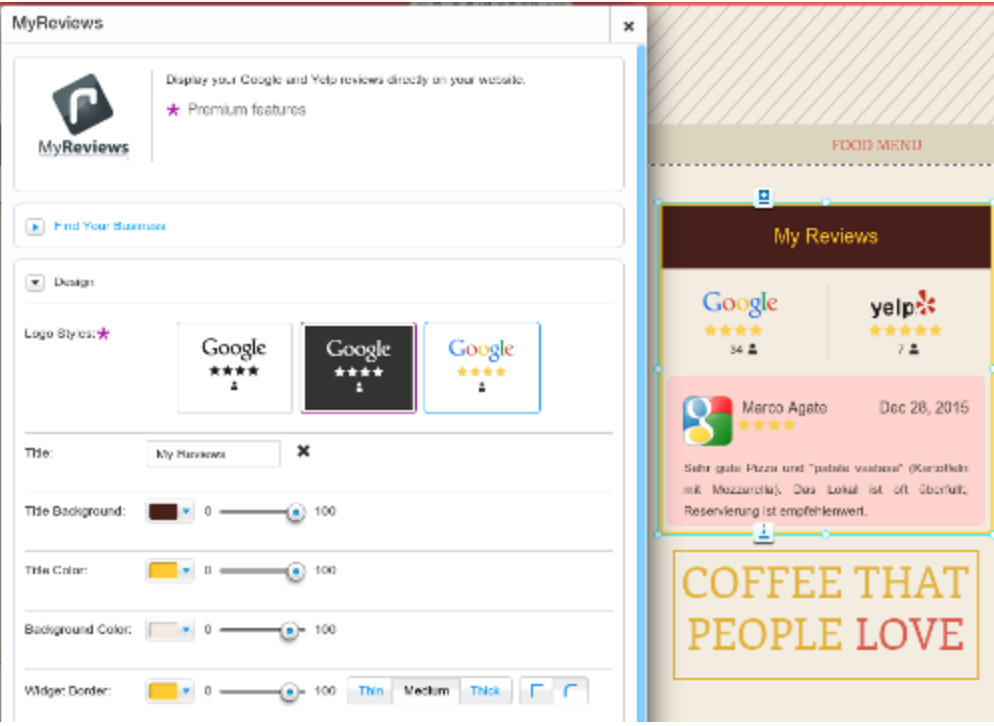 MyReviews
MyReviews
Display your Google and Yelp reviews directly on your website.
* Premium features
Find Your Business
Design
Logo Styles:*
Google
Google
Google
Title:
My Reviews
Title Background:
0
100
Title Color:
0
100
Background Color:
0
100
Widget Border:
0
100
Thin
Medium
Thick
FOOD MENU
My Reviews
Google
yelp
34
7
Marco Agate
Dec 28, 2015
Sehr gute Pizza und "patate vastase" (Kartoffeln
mit Mozzarella). Das Lokal ist oft überfüllt,
Reservierung ist empfehlenwert.
COFFEE THAT
PEOPLE LOVE